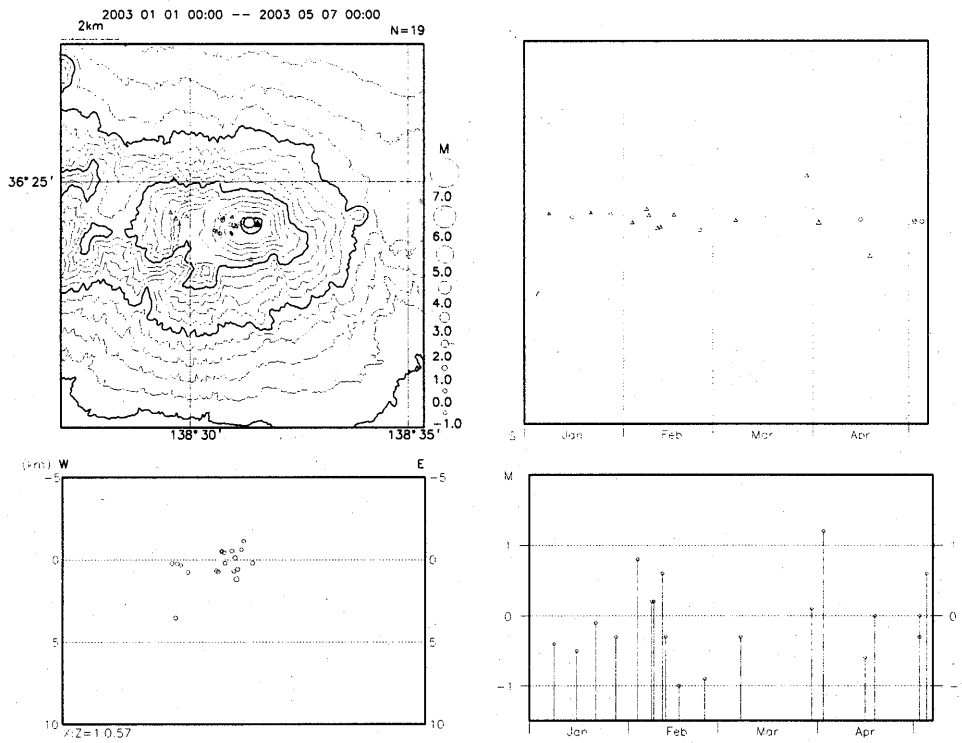 2003 01 01 00:00 -- 2003 05 07 00:00
2km
N=19
M
36°25'
7.0
6.0
5.0
4.0
3.0
2.0
1.0
0.0
-1.0
138°30'
138°35'
S
Jan
Feb
Mar
Apr
(km)
W
E
-5
-5
0
0
5
5
10
10
X:Z=1:0.57
M
1
1
0
0
-1
-1
Jan
Feb
Mar
Apr